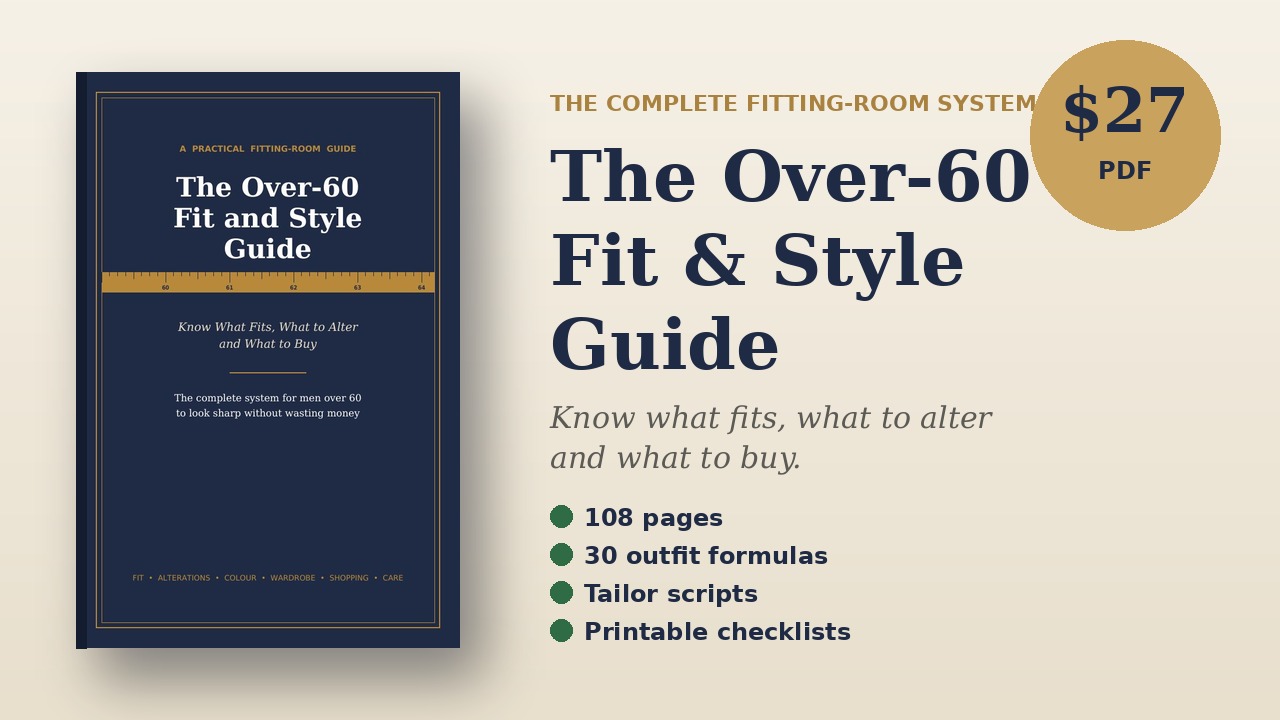 A PRACTICAL FITTING-ROOM GUIDE
The Over-60
Fit and Style
Guide
60 61 62 63 64
Know What Fits, What to Alter
and What to Buy
The complete system for men over 60
to look sharp without wasting money
FIT • ALTERATIONS • COLOUR • WARDROBE • SHOPPING • CARE
THE COMPLETE FITTING-ROOM SYSTEM
The Over-60
Fit & Style
Guide
Know what fits, what to alter
and what to buy.
108 pages
30 outfit formulas
Tailor scripts
Printable checklists
$27
PDF